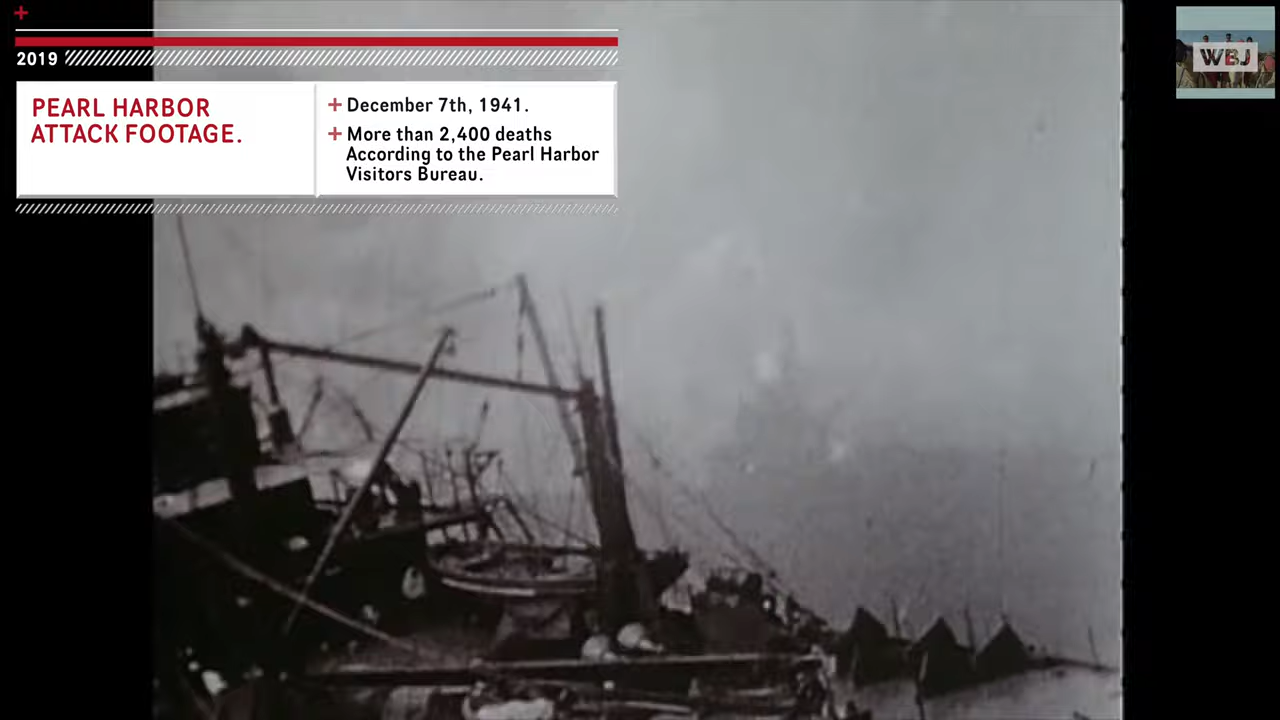 2019
PEARL HARBOR
ATTACK FOOTAGE.
+ December 7th, 1941.
+ More than 2,400 deaths
According to the Pearl Harbor
Visitors Bureau.
WBJ